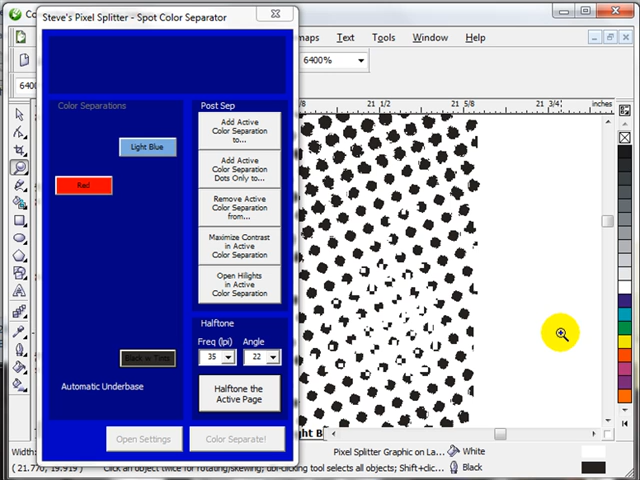 Co
Steve's Pixel Splitter - Spot Color Separator
maps Text Tools Window Help
6400%
640
Color Separations
Light Blue
Red
Black w Tints
Automatic Underbase
Post Sep
Add Active
Color Separation
to...
Add Active
Color Separation
Dots Only to...
Remove Active
Color Separation
from...
Maximize Contrast
in Active
Color Separation
Open Hilights
in Active
Color Separation
Halftone
Freq (lpi) Angle
35 22
Halftone the
Active Page
Open Settings Color Separate!
21 1/2 21 5/8 21 3/4 inches
ght B
Width: Pixel Splitter Graphic on La... White
( 21.770, 19.919 ) Click an object twice for rotating/skewing; dbl-clicking tool selects all objects; Shift+clic... Black